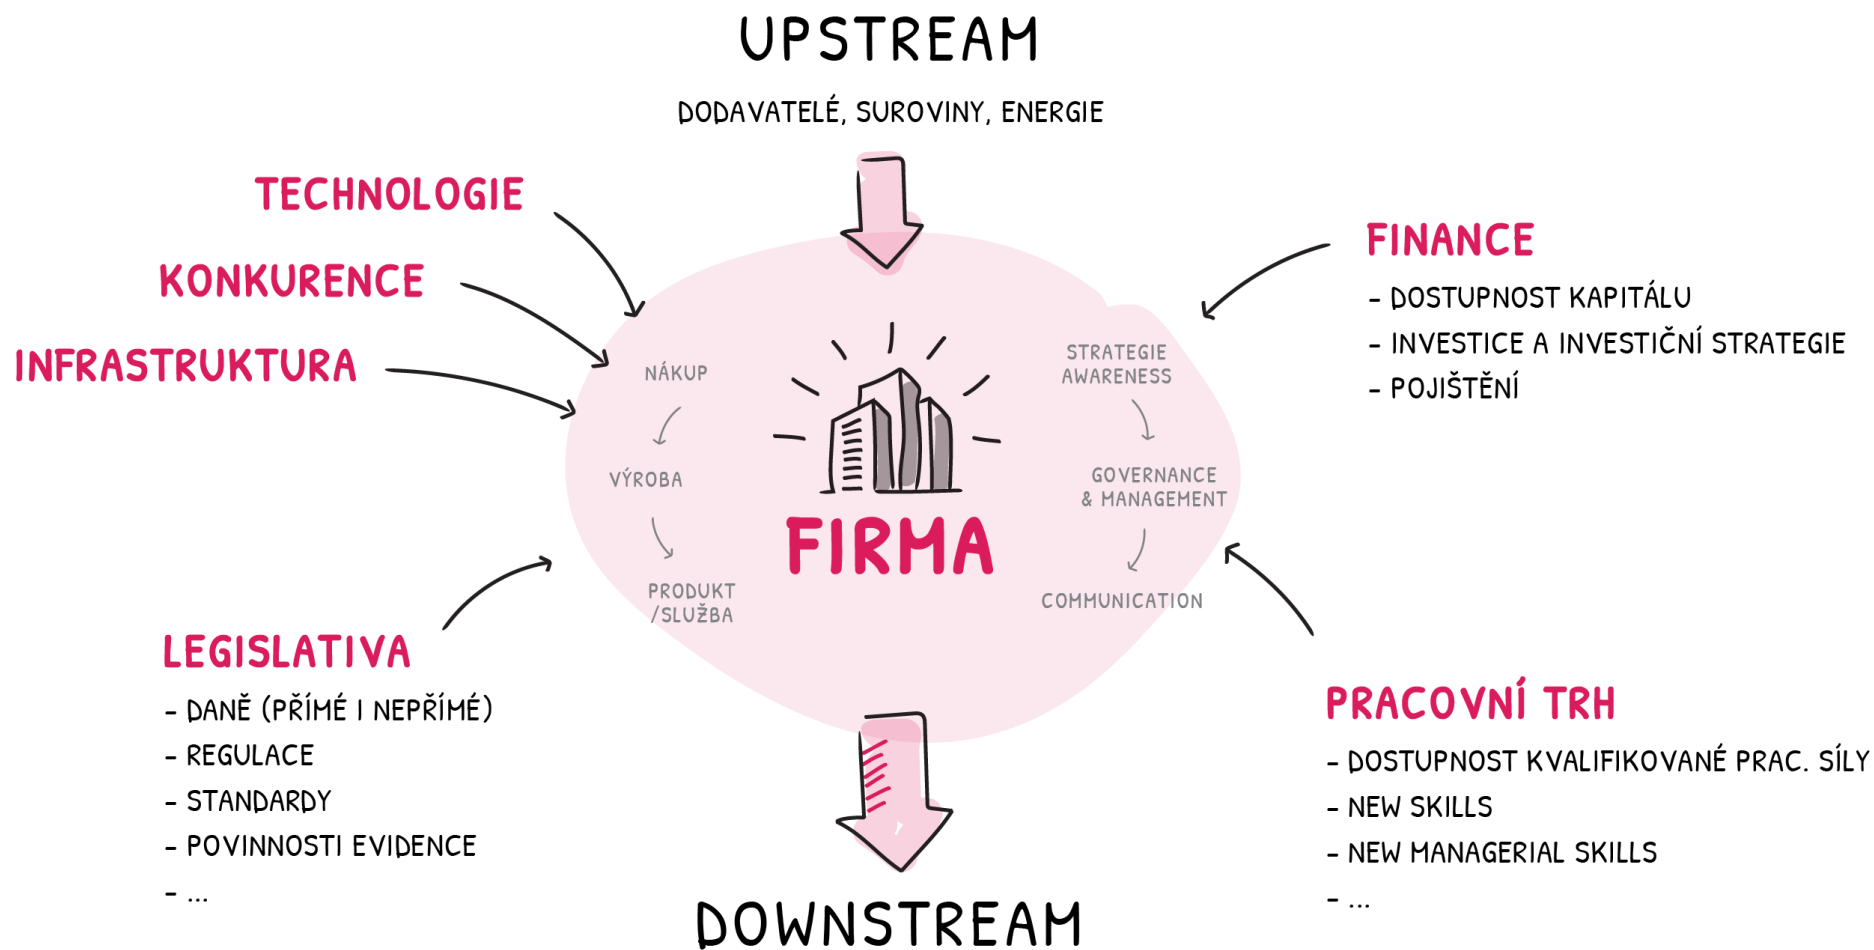 UPSTREAM
DODAVATELÉ, SUROVINY, ENERGIE
TECHNOLOGIE
KONKURENCE
INFRASTRUKTURA
FINANCE
- DOSTUPNOST KAPITÁLU
- INVESTICE A INVESTIČNÍ STRATEGIE
- POJIŠTĚNÍ
NÁKUP
VÝROBA
PRODUKT
/SLUŽBA
FIRMA
STRATEGIE
AWARENESS
GOVERNANCE
& MANAGEMENT
COMMUNICATION
LEGISLATIVA
- DANĚ (PŘÍMÉ I NEPŘÍMÉ)
- REGULACE
- STANDARDY
- POVINNOSTI EVIDENCE
- ...
PRACOVNÍ TRH
- DOSTUPNOST KVALIFIKOVANÉ PRAC. SÍLY
- NEW SKILLS
- NEW MANAGERIAL SKILLS
- ...
DOWNSTREAM